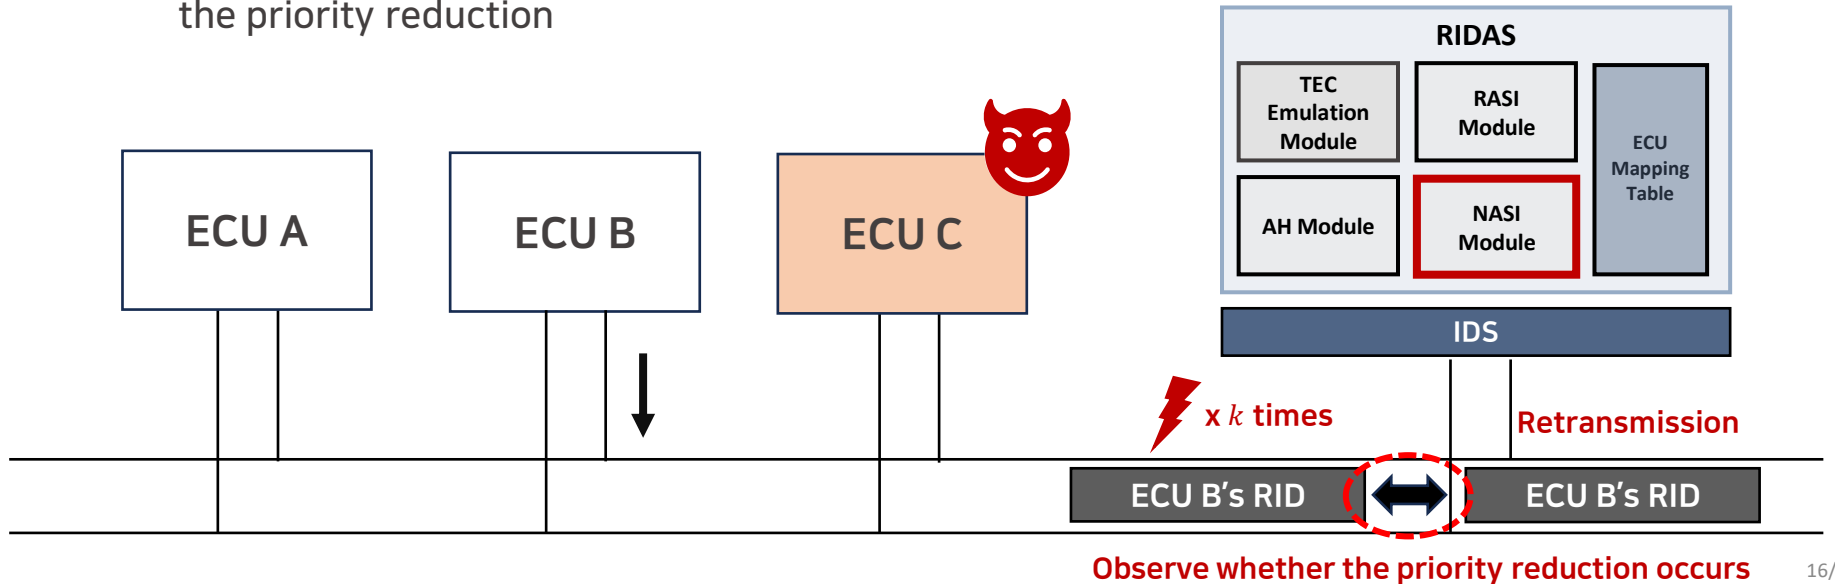 the priority reduction
RIDAS
TEC
Emulation
Module
RASI
Module
ECU
Mapping
Table
AH Module
NASI
Module
ECU A
ECU B
ECU C
IDS
x k times
Retransmission
ECU B's RID
ECU B's RID
Observe whether the priority reduction occurs
16/